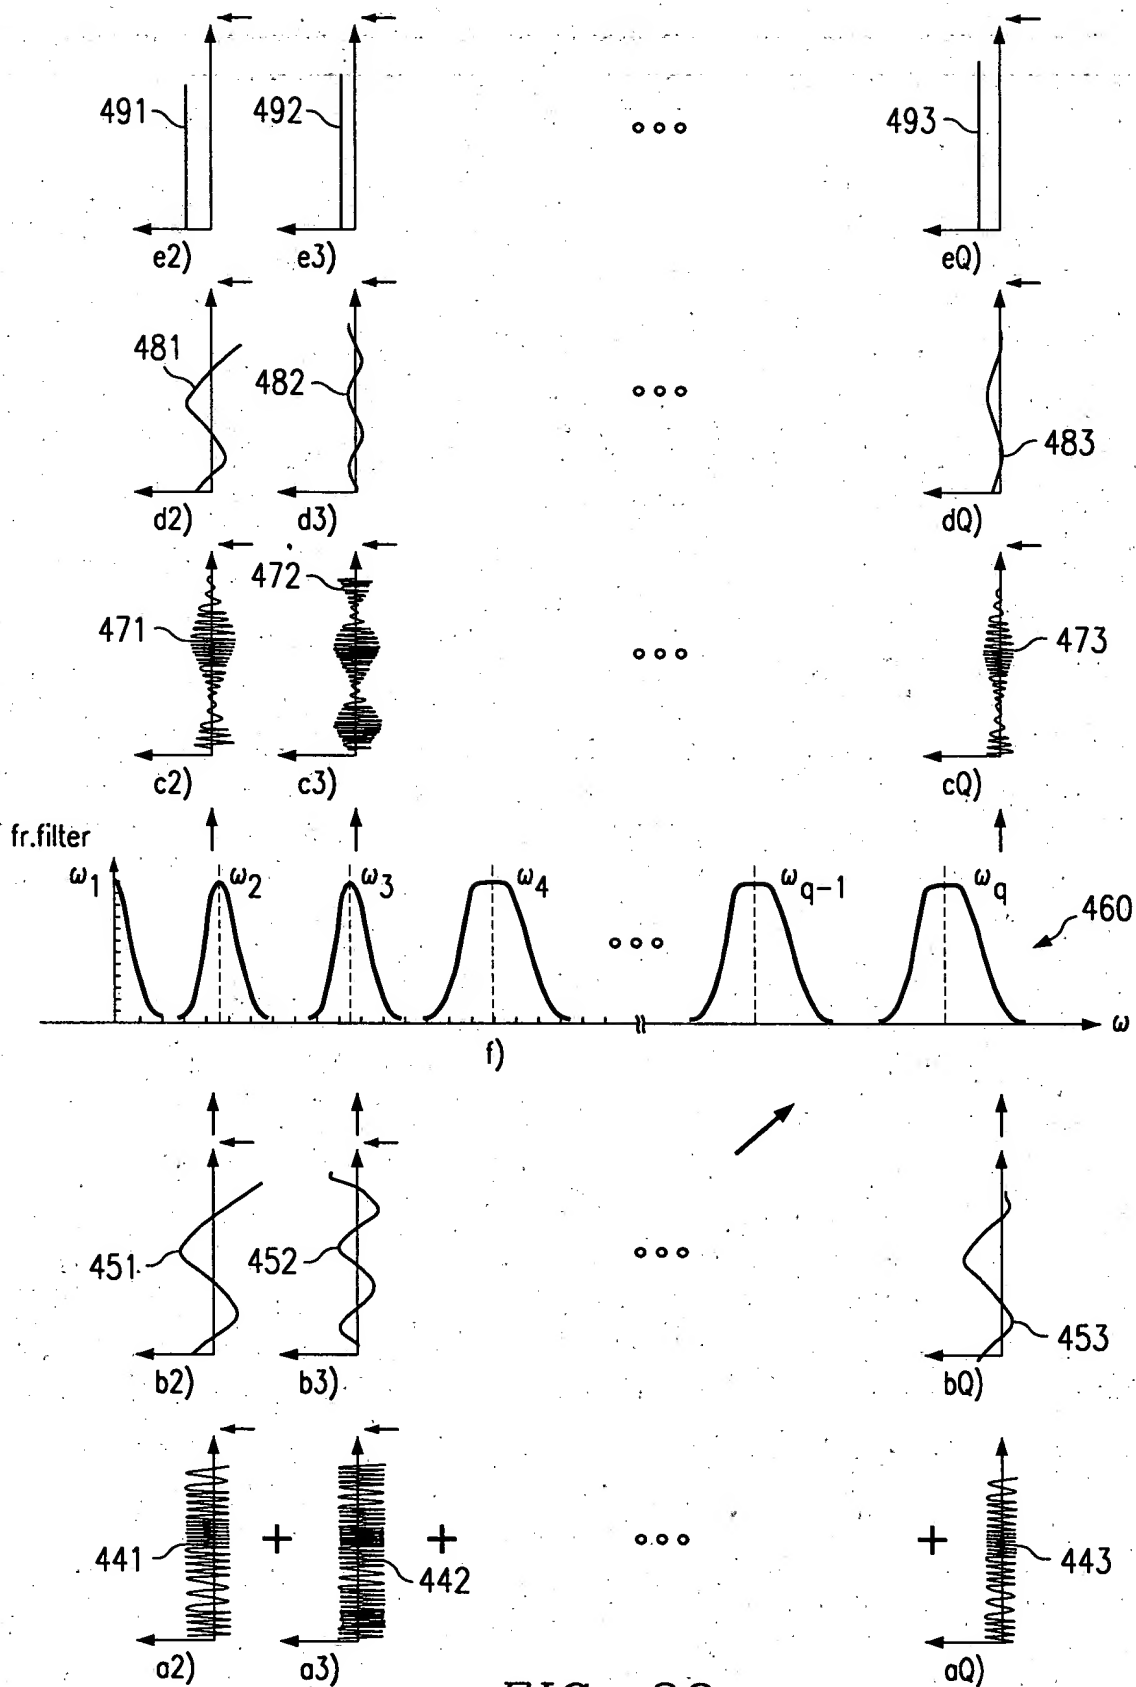 491 492 493
e2) e3) eQ)
481 482 483
d2) d3) dQ)
471 472 473
c2) c3) cQ)
fr.filter
ω1 ω2 ω3 ω4 ωq-1 ωq 460
ω
f)
451 452 453
b2) b3) bQ)
+ + +
441 442 443
a2) a3) aQ)
FIG.